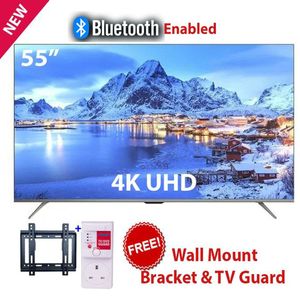 NEW
Bluetooth Enabled
55"
4K UHD
+
FREE!
Wall Mount
Bracket & TV Guard